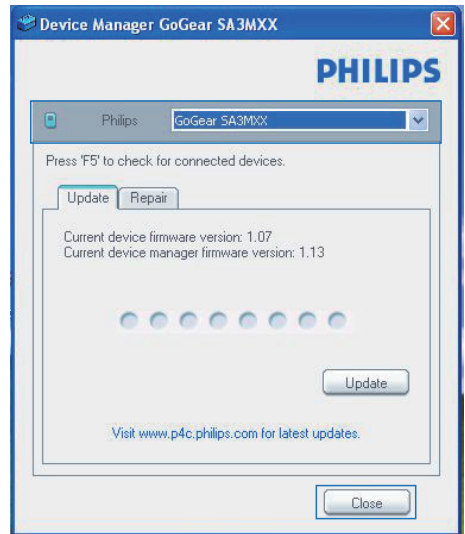 Device Manager GoGear SA3MXX
PHILIPS
Philips GoGear SA3MXX
Press 'F5' to check for connected devices.
Update Repair
Current device firmware version: 1.07
Current device manager firmware version: 1.13
Update
Visit www.p4c.philips.com for latest updates.
Close